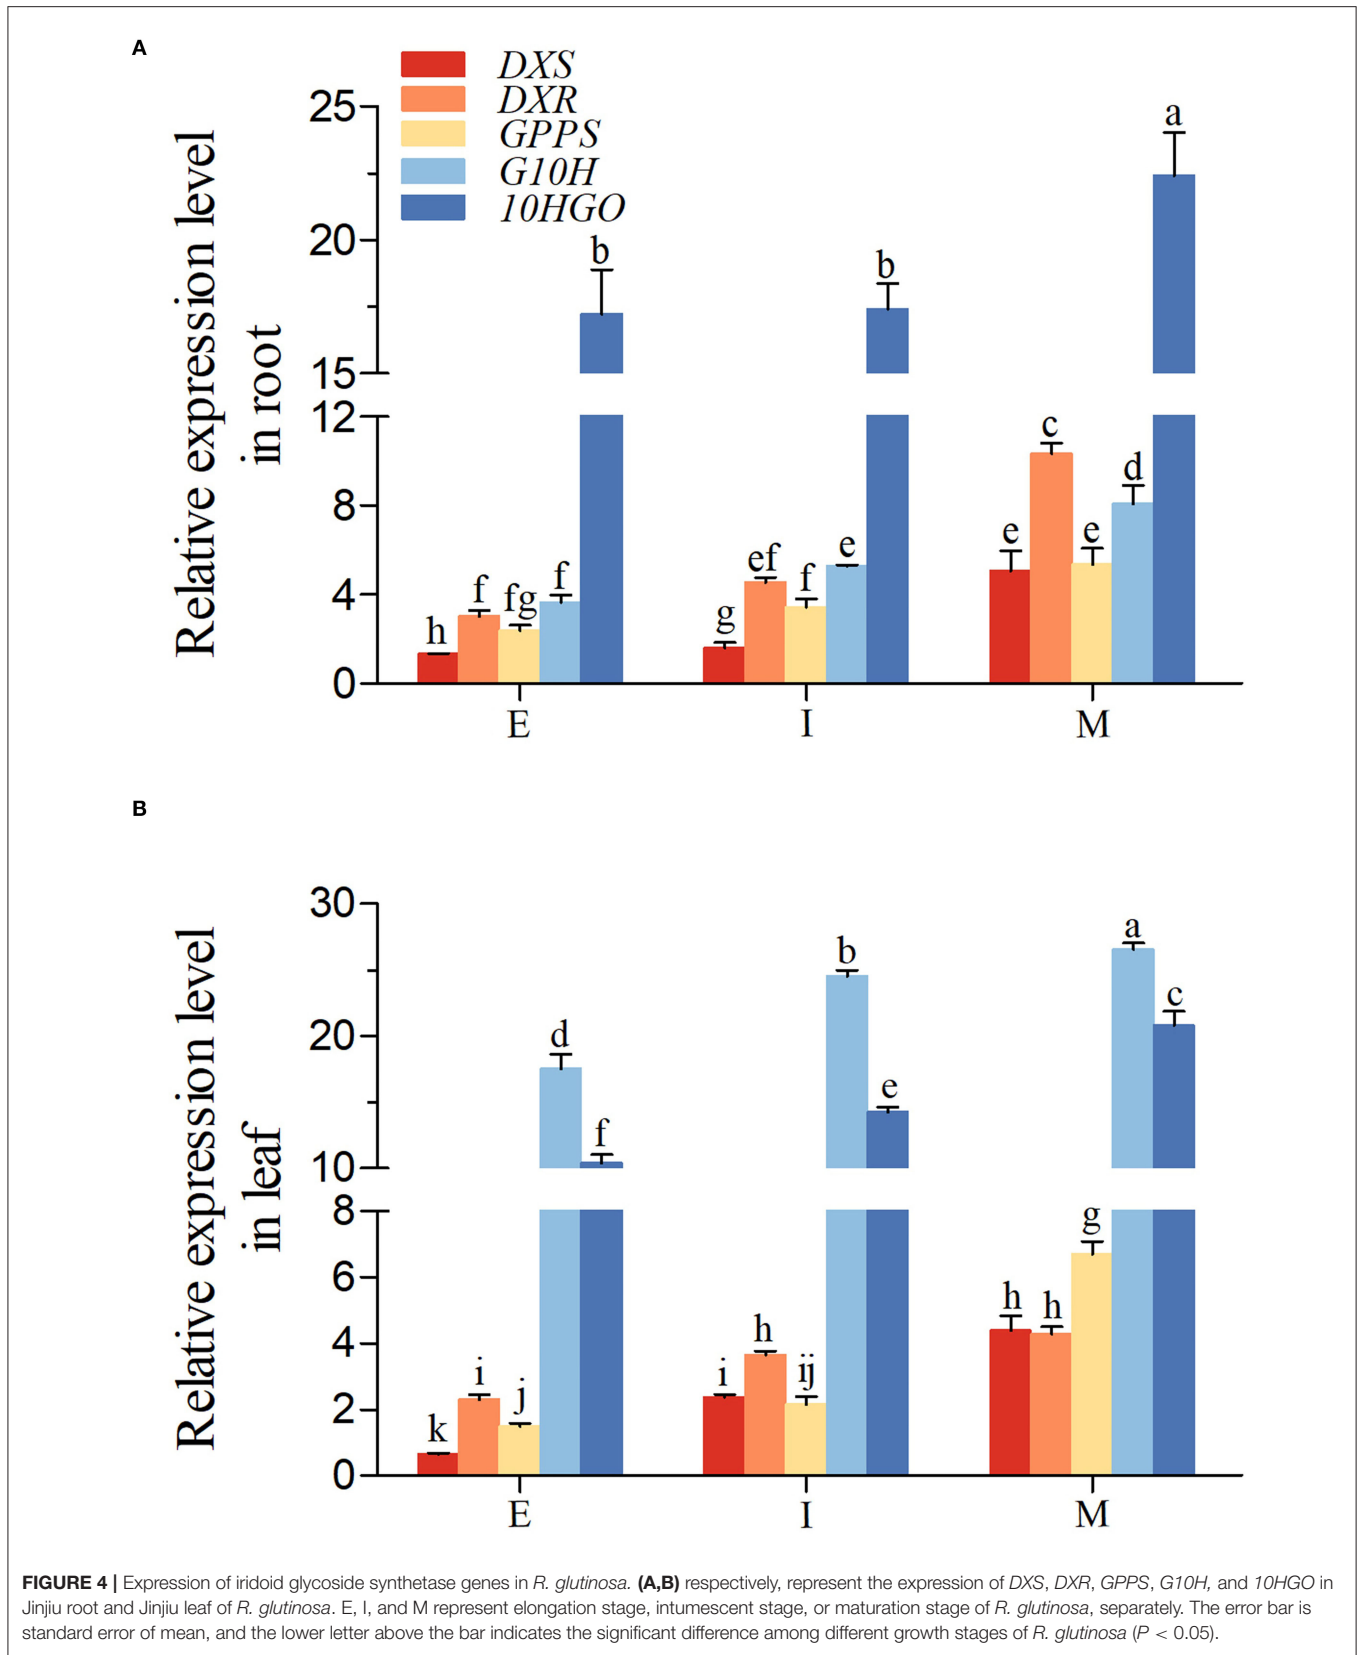 A
DXS
DXR
GPPS
G10H
10HGO
Relative expression level
in root
25
20
15
12
8
4
0
h
f
fg
f
b
g
ef
f
e
b
e
c
e
d
a
E
I
M
B
Relative expression level
in leaf
30
20
10
8
6
4
2
0
k
i
j
d
f
i
h
ij
b
e
h
h
g
a
c
E
I
M
FIGURE 4 | Expression of iridoid glycoside synthetase genes in R. glutinosa. (A,B) respectively, represent the expression of DXS, DXR, GPPS, G10H, and 10HGO in
Jinjiu root and Jinjiu leaf of R. glutinosa. E, I, and M represent elongation stage, intumescent stage, or maturation stage of R. glutinosa, separately. The error bar is
standard error of mean, and the lower letter above the bar indicates the significant difference among different growth stages of R. glutinosa (P < 0.05).